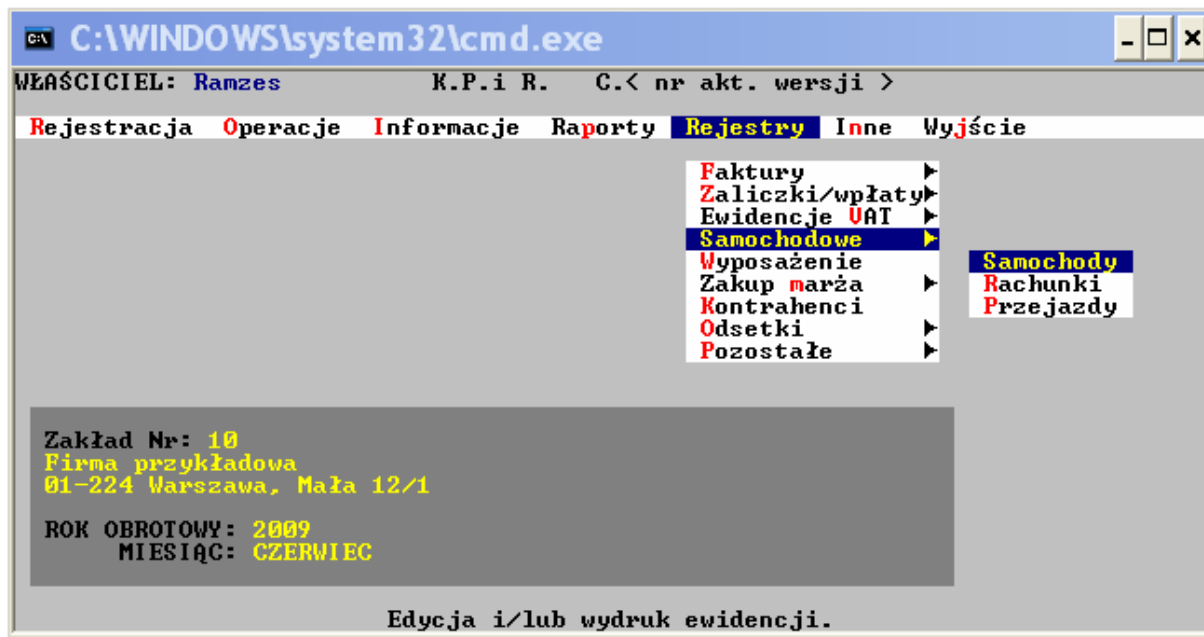 C:\WINDOWS\system32\cmd.exe
WŁAŚCICIEL: Ramzes K.P.i R. C.< nr akt. wersji >
Rejestracja Operacje Informacje Raporty Rejestry Inne Wyjście
Faktury
Zaliczki/wpłaty
Ewidencje VAT
Samochodowe
Wyposażenie
Zakup marża
Kontrahenci
Odsetki
Pozostałe
Samochody
Rachunki
Przejazdy
Zakład Nr: 10
Firma przykładowa
01-224 Warszawa, Mała 12/1
ROK OBROTOWY: 2009
MIESIĄC: CZERWIEC
Edycja i/lub wydruk ewidencji.